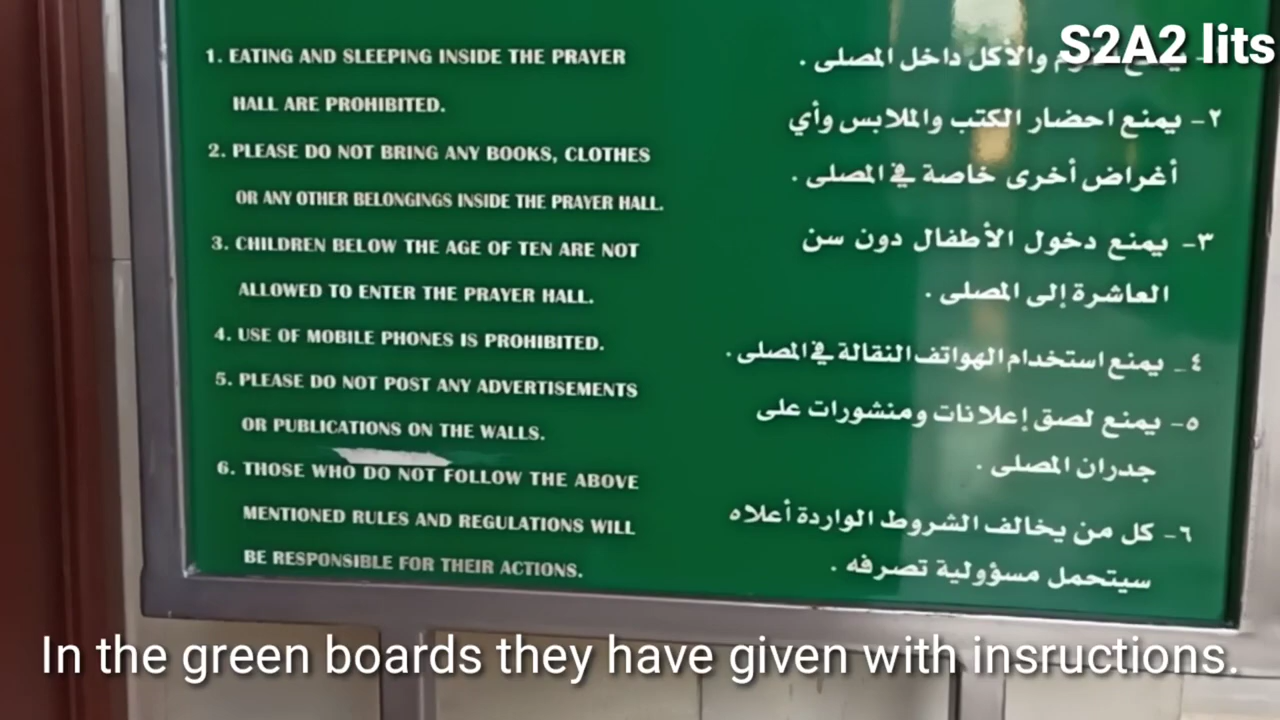 S2A2 lits
1. EATING AND SLEEPING INSIDE THE PRAYER
HALL ARE PROHIBITED.
2. PLEASE DO NOT BRING ANY BOOKS, CLOTHES
OR ANY OTHER BELONGINGS INSIDE THE PRAYER HALL.
3. CHILDREN BELOW THE AGE OF TEN ARE NOT
ALLOWED TO ENTER THE PRAYER HALL.
4. USE OF MOBILE PHONES IS PROHIBITED.
5. PLEASE DO NOT POST ANY ADVERTISEMENTS
OR PUBLICATIONS ON THE WALLS.
6. THOSE WHO DO NOT FOLLOW THE ABOVE
MENTIONED RULES AND REGULATIONS WILL
BE RESPONSIBLE FOR THEIR ACTIONS.
والأكل داخل المصلى .
٢- يمنع احضار الكتب والملابس وأي
أغراض أخرى خاصة في المصلى .
٣- يمنع دخول الأطفال دون سن
العاشرة إلى المصلى .
٤_ يمنع استخدام الهواتف النقالة في المصلى .
٥- يمنع لصق إعلانات ومنشورات على
جدران المصلى .
٦- كل من يخالف الشروط الواردة أعلاه
سيتحمل مسؤولية تصرفه .
In the green boards they have given with insructions.